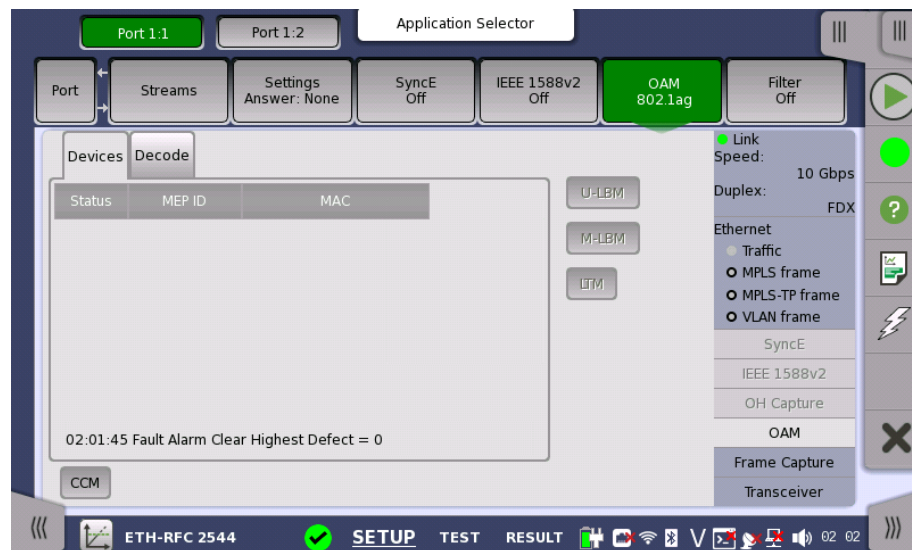 Application Selector
Port 1:1
Port 1:2
Port
Streams
Settings
Answer: None
SyncE
Off
IEEE 1588v2
Off
OAM
802.1ag
Filter
Off
Devices
Decode
Status
MEP ID
MAC
U-LBM
M-LBM
LTM
02:01:45 Fault Alarm Clear Highest Defect = 0
CCM
Link
Speed:
10 Gbps
Duplex:
FDX
Ethernet
Traffic
MPLS frame
MPLS-TP frame
VLAN frame
SyncE
IEEE 1588v2
OH Capture
OAM
Frame Capture
Transceiver
ETH-RFC 2544
SETUP
TEST
RESULT
V
02 02